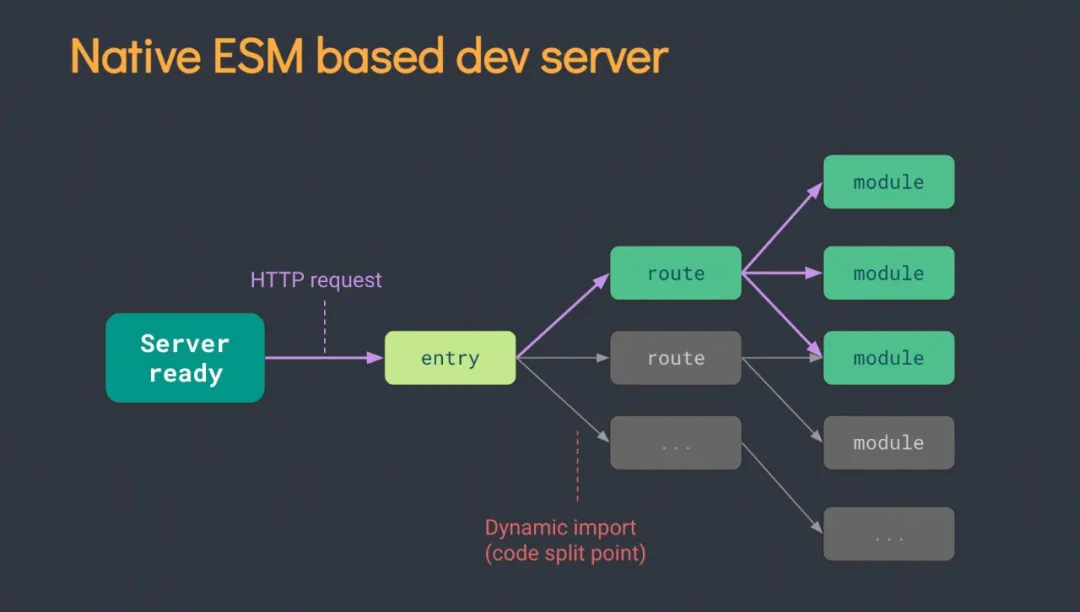 Native ESM based dev server
HTTP request
Server
ready
entry
route
route
...
module
module
module
module
...
Dynamic import
(code split point)